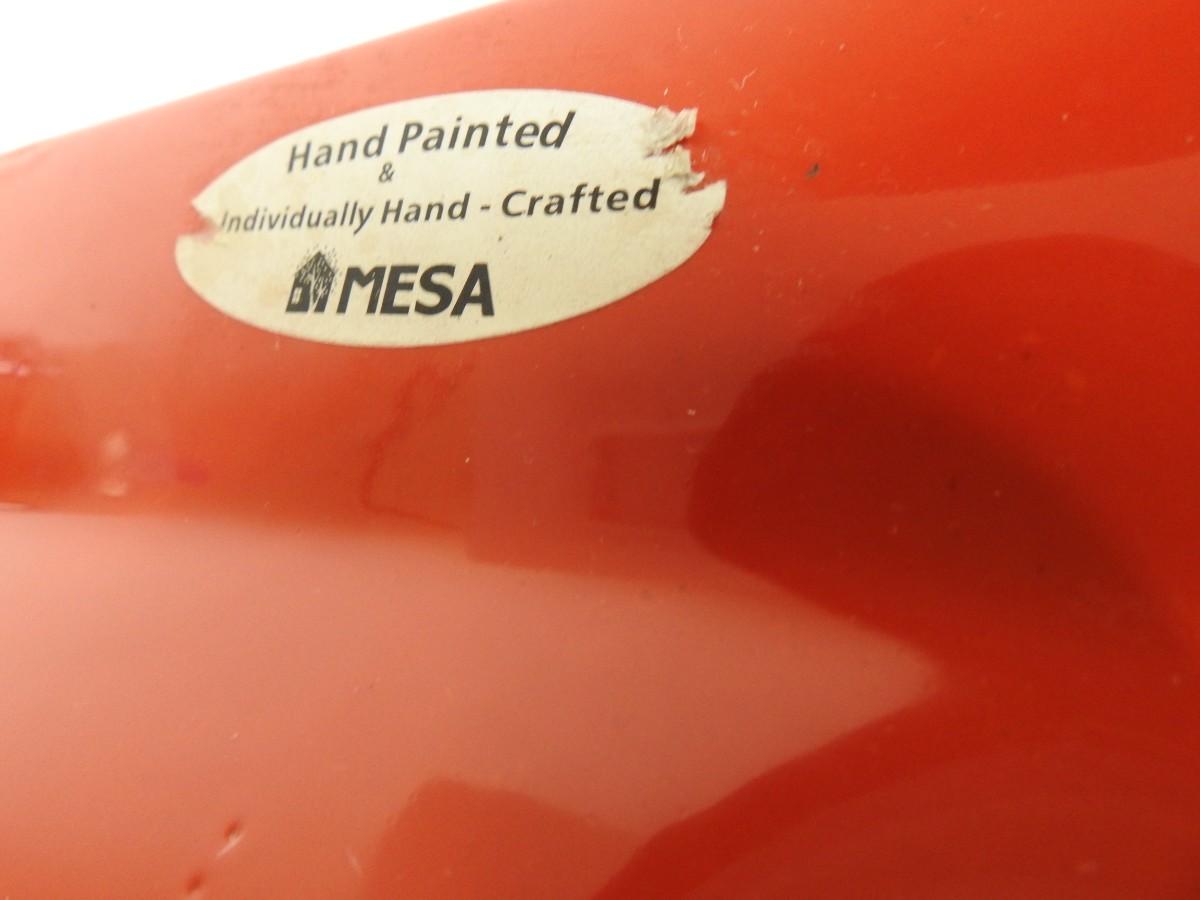 Hand Painted
&
Individually Hand - Crafted
MESA